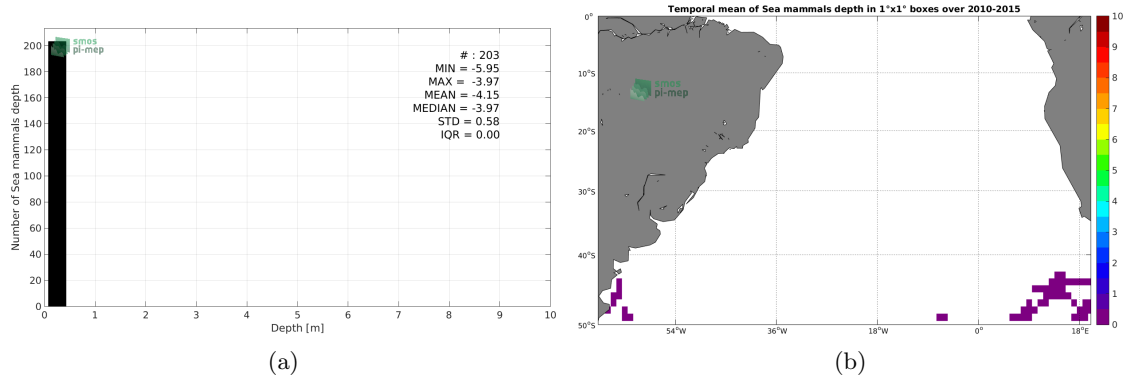 smos
pi-mep
# : 203
MIN = -5.95
MAX = -3.97
MEAN = -4.15
MEDIAN = -3.97
STD = 0.58
IQR = 0.00
Number of Sea mammals depth
200
180
160
140
120
100
80
60
40
20
0
0 1 2 3 4 5 6 7 8 9 10
Depth [m]
(a)
Temporal mean of Sea mammals depth in 1°x1° boxes over 2010-2015
smos
pi-mep
0°
10°S
20°S
30°S
40°S
50°S
54°W 36°W 18°W 0° 18°E
10
9
8
7
6
5
4
3
2
1
0
(b)